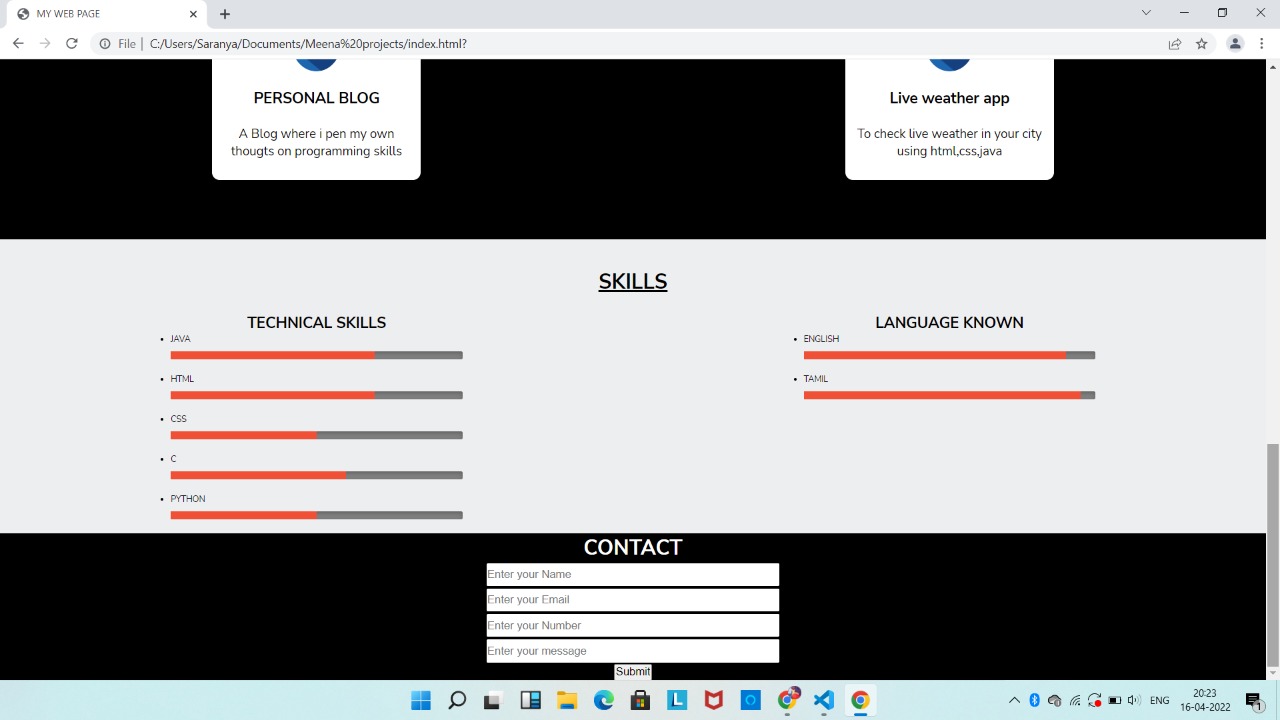 MY WEB PAGE
File | C:/Users/Saranya/Documents/Meena%20projects/index.html?
PERSONAL BLOG
A Blog where i pen my own
thougts on programming skills
Live weather app
To check live weather in your city
using html,css,java
SKILLS
TECHNICAL SKILLS
JAVA
HTML
CSS
C
PYTHON
LANGUAGE KNOWN
ENGLISH
TAMIL
CONTACT
Enter your Name
Enter your Email
Enter your Number
Enter your message
Submit
L
ENG
20:23
16-04-2022
1